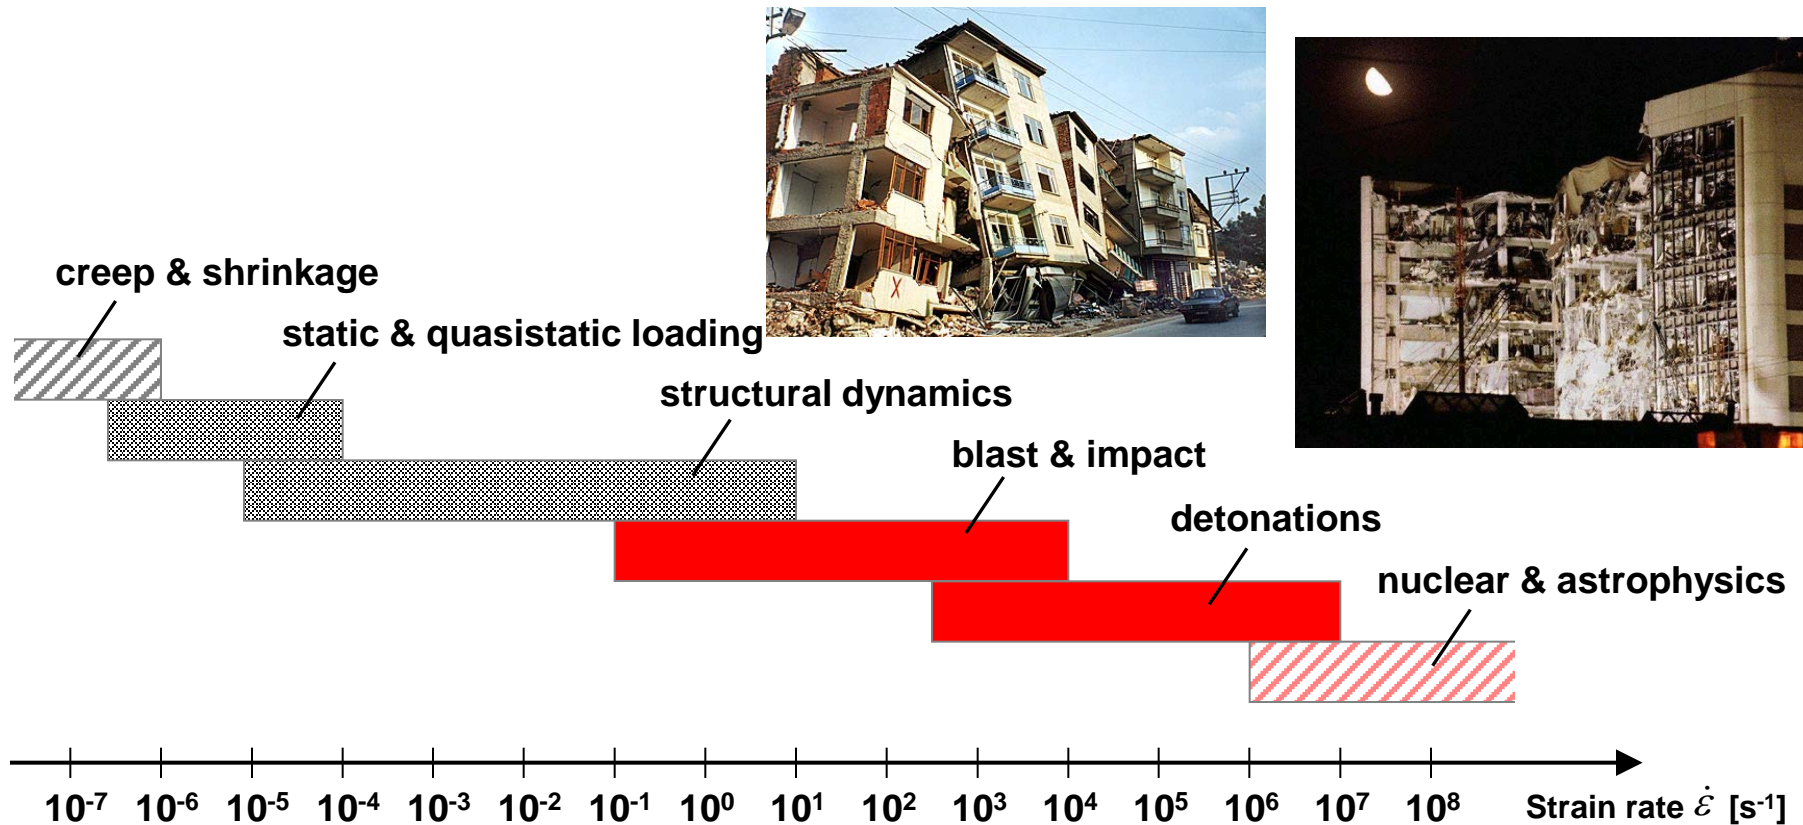 creep & shrinkage
static & quasistatic loading
structural dynamics
blast & impact
detonations
nuclear & astrophysics
X
10⁻⁷ 10⁻⁶ 10⁻⁵ 10⁻⁴ 10⁻³ 10⁻² 10⁻¹ 10⁰ 10¹ 10² 10³ 10⁴ 10⁵ 10⁶ 10⁷ 10⁸ Strain rate ε̇ [s⁻¹]